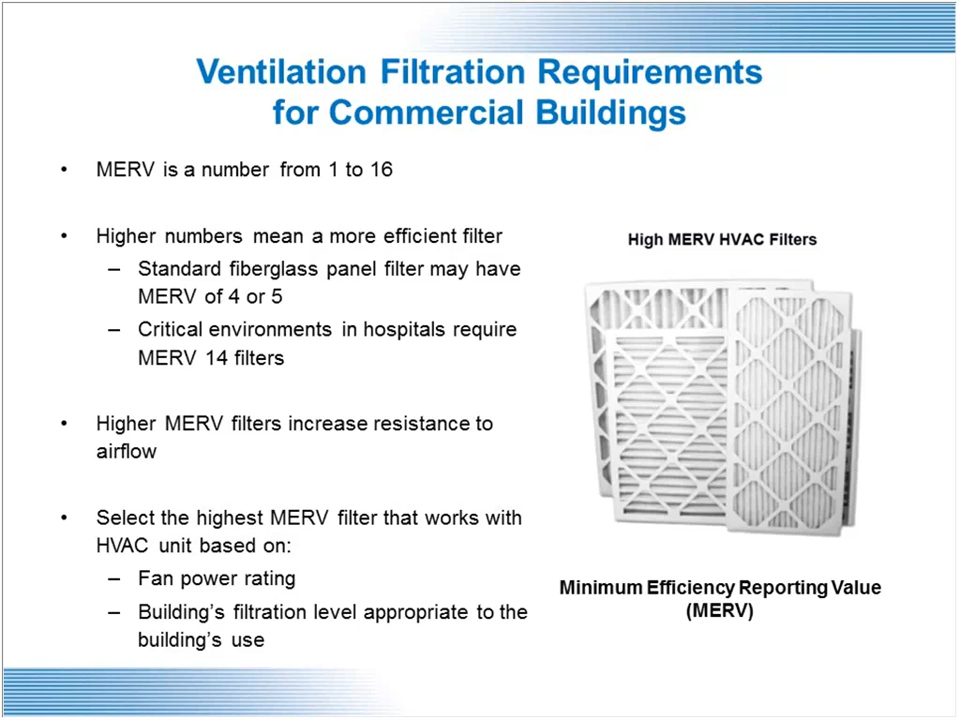 Ventilation Filtration Requirements
for Commercial Buildings
• MERV is a number from 1 to 16
• Higher numbers mean a more efficient filter
– Standard fiberglass panel filter may have
MERV of 4 or 5
– Critical environments in hospitals require
MERV 14 filters
• Higher MERV filters increase resistance to
airflow
• Select the highest MERV filter that works with
HVAC unit based on:
– Fan power rating
– Building's filtration level appropriate to the
building's use
High MERV HVAC Filters
Minimum Efficiency Reporting Value
(MERV)